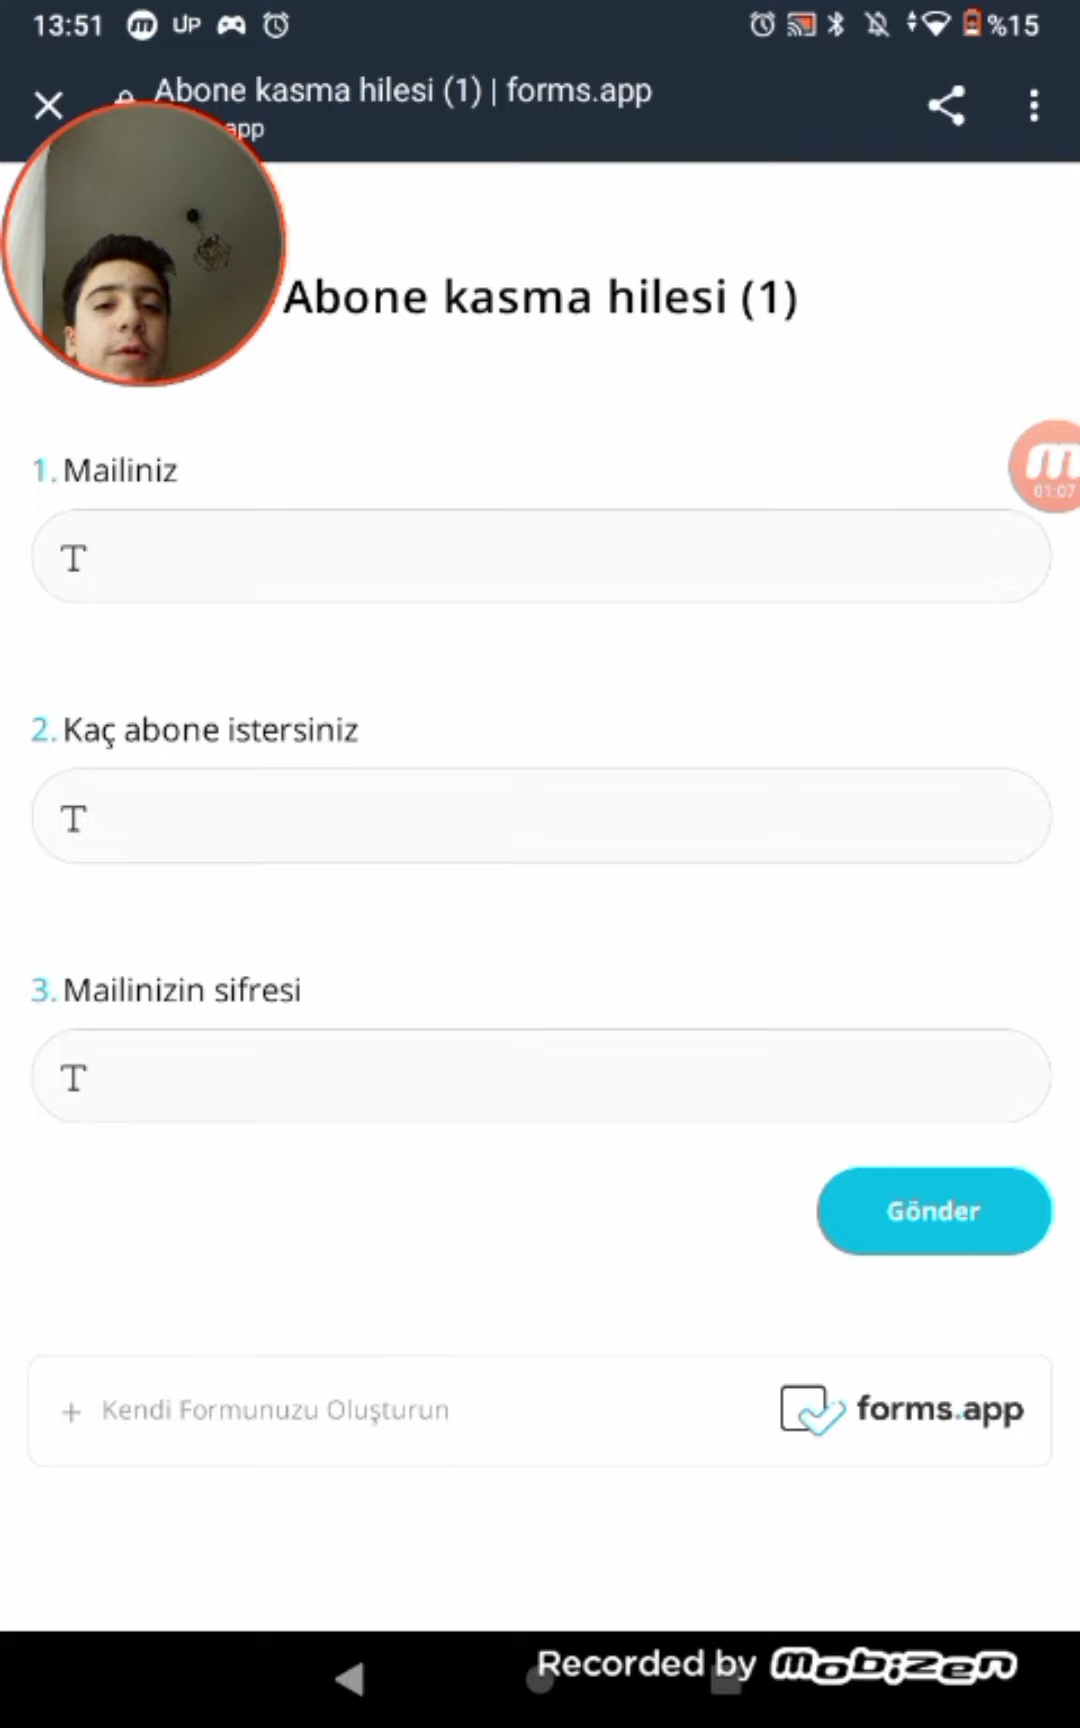 13:51 UP %15
Abone kasma hilesi (1) | forms.app
app
Abone kasma hilesi (1)
1. Mailiniz
01:07
T
2. Kaç abone istersiniz
T
3. Mailinizin sifresi
T
Gönder
+ Kendi Formunuzu Oluşturun forms.app
Recorded by mobizen